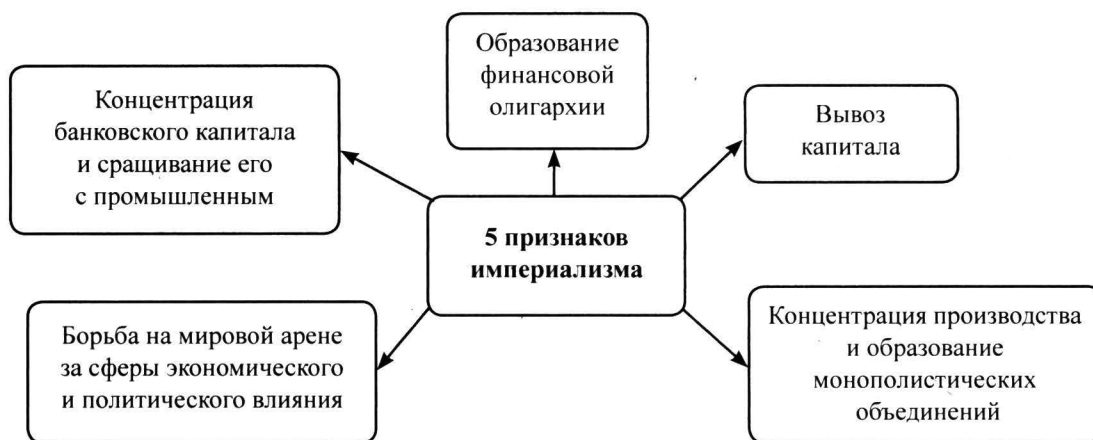 Образование
финансовой
олигархии
Концентрация
банковского капитала
и сращивание его
с промышленным
Вывоз
капитала
5 признаков
империализма
Борьба на мировой арене
за сферы экономического
и политического влияния
Концентрация производства
и образование
монополистических
объединений